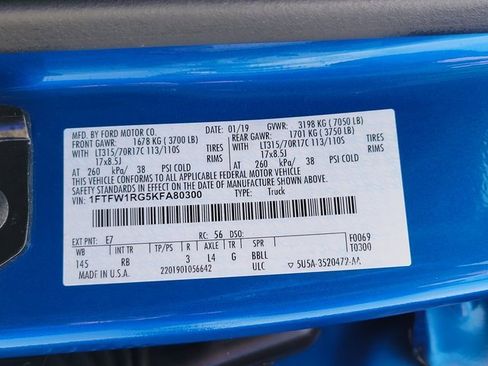 MFD. BY FORD MOTOR CO. 01/19 GVWR: 3198 KG (7050 LB)
FRONT GAWR: 1678 KG (3700 LB) REAR GAWR: 1701 KG (3750 LB)
WITH LT315/70R17C 113/110S TIRES WITH LT315/70R17C 113/110S TIRES
17x8.5J RIMS 17x8.5J RIMS
AT 260 kPa/ 38 PSI COLD AT 260 kPa/ 38 PSI COLD
THIS VEHICLE CONFORMS TO ALL APPLICABLE FEDERAL MOTOR VEHICLE
SAFETY STANDARDS IN EFFECT ON THE DATE OF MANUFACTURE SHOWN ABOVE.
VIN: 1FTFW1RG5KFA80300 TYPE: Truck
EXT PNT: E7 RC: 56 DSO: F0069
WB INT TR TP/PS R AXLE TR SPR T0300
145 RB 3 L4 G BBLL
MADE IN U.S.A. 2201901056642 ULC ▽ 5U5A-3520472-AA